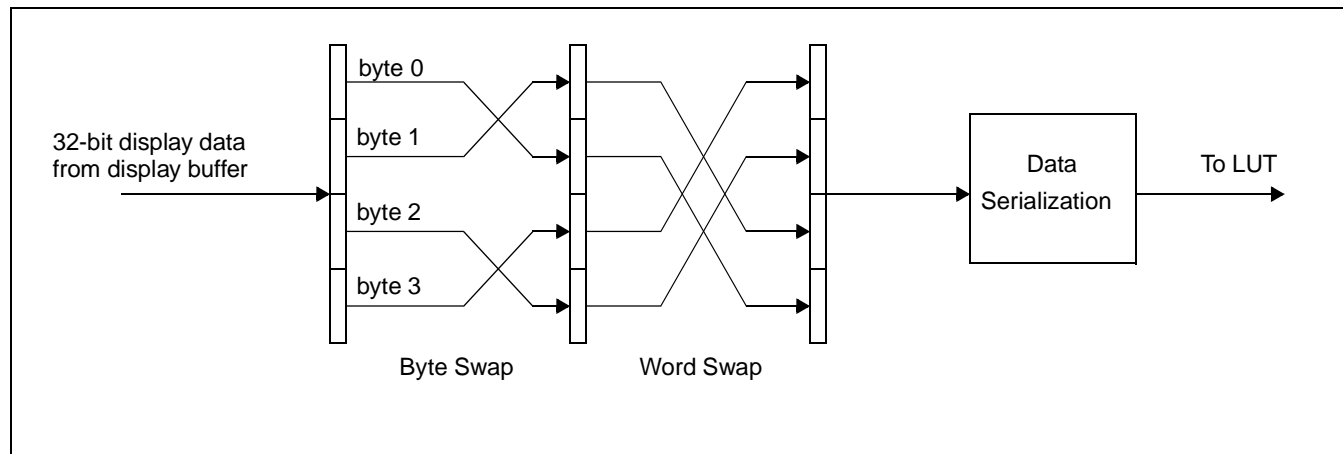 32-bit display data
from display buffer
byte 0
byte 1
byte 2
byte 3
Byte Swap
Word Swap
Data
Serialization
To LUT